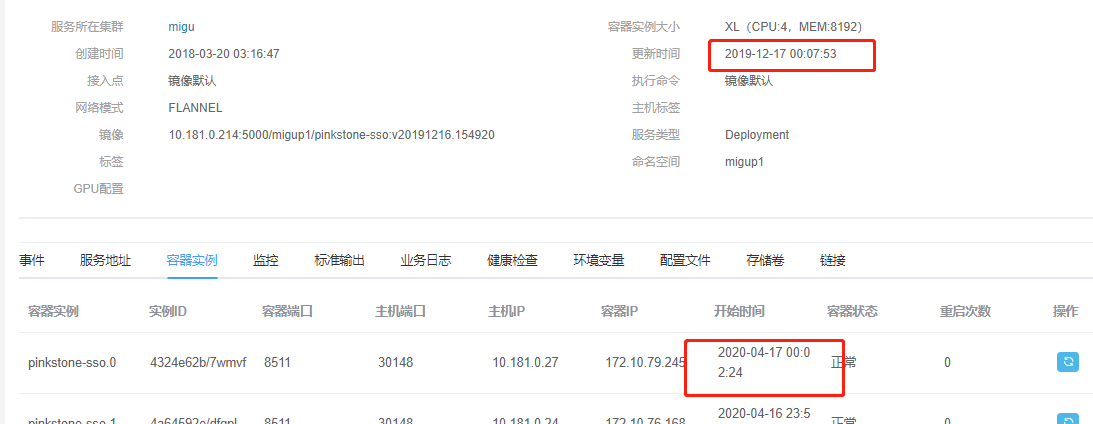 服务所在集群 migu 容器实例大小 XL（CPU:4，MEM:8192）
创建时间 2018-03-20 03:16:47 更新时间 2019-12-17 00:07:53
接入点 镜像默认 执行命令 镜像默认
网络模式 FLANNEL 主机标签
镜像 10.181.0.214:5000/migup1/pinkstone-sso:v20191216.154920 服务类型 Deployment
标签 命名空间 migup1
GPU配置
事件 服务地址 容器实例 监控 标准输出 业务日志 健康检查 环境变量 配置文件 存储卷 链接
容器实例 实例ID 容器端口 主机端口 主机IP 容器IP 开始时间 容器状态 重启次数 操作
pinkstone-sso.0 4324e62b/7wmvf 8511 30148 10.181.0.27 172.10.79.245 2020-04-17 00:0 正常 0
2:24
pinkstone-sso.1 8511 30148 10.181.0.24 172.10.76.168 2020-04-16 23:5 正常 0